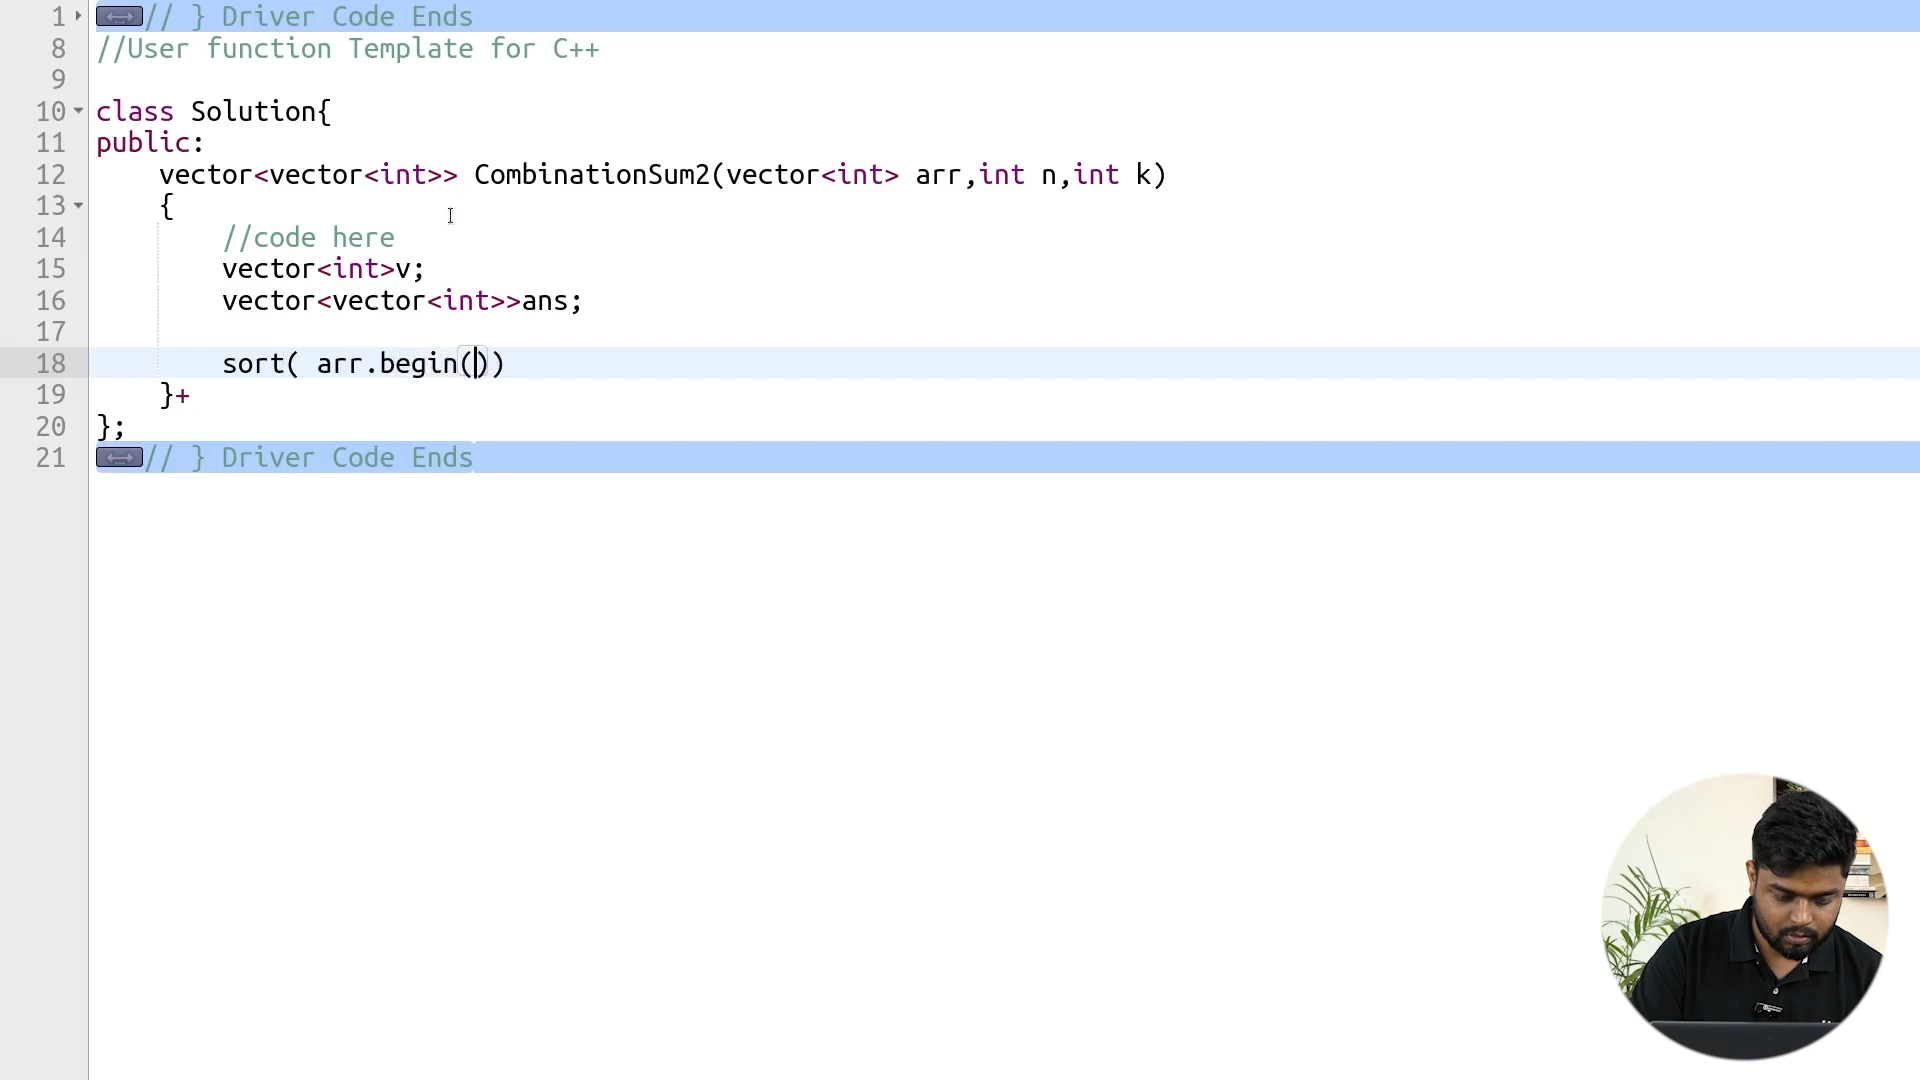 1 // } Driver Code Ends
8 //User function Template for C++
9
10 class Solution{
11 public:
12 vector<vector<int>> CombinationSum2(vector<int> arr,int n,int k)
13 {
14 //code here
15 vector<int>v;
16 vector<vector<int>>ans;
17
18 sort( arr.begin())
19 }+
20 };
21 // } Driver Code Ends